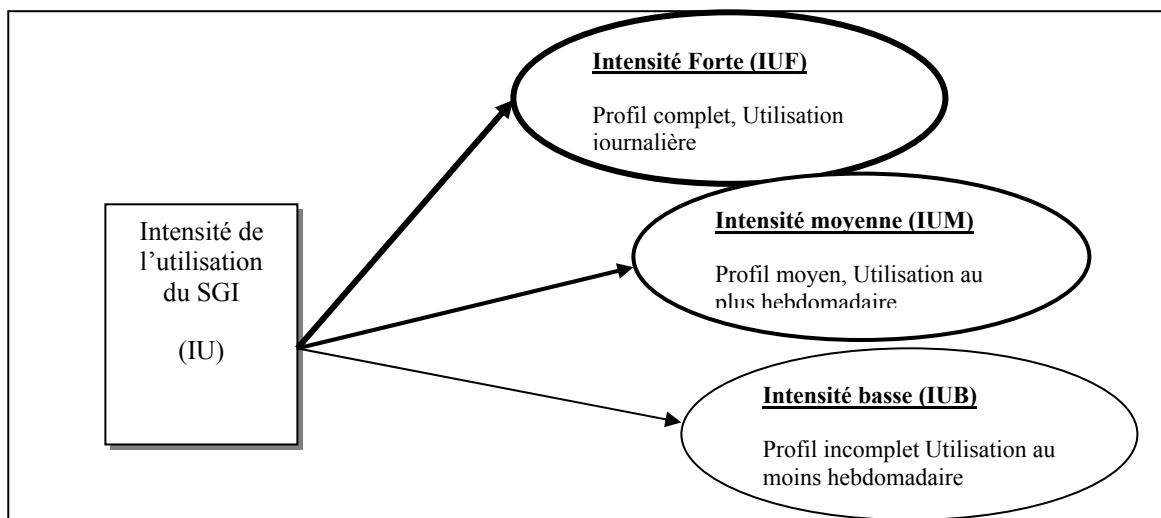 Intensité de
l'utilisation
du SGI
(IU)
Intensité Forte (IUF)
Profil complet, Utilisation
journalière
Intensité moyenne (IUM)
Profil moyen, Utilisation au
plus hebdomadaire
Intensité basse (IUB)
Profil incomplet Utilisation au
moins hebdomadaire